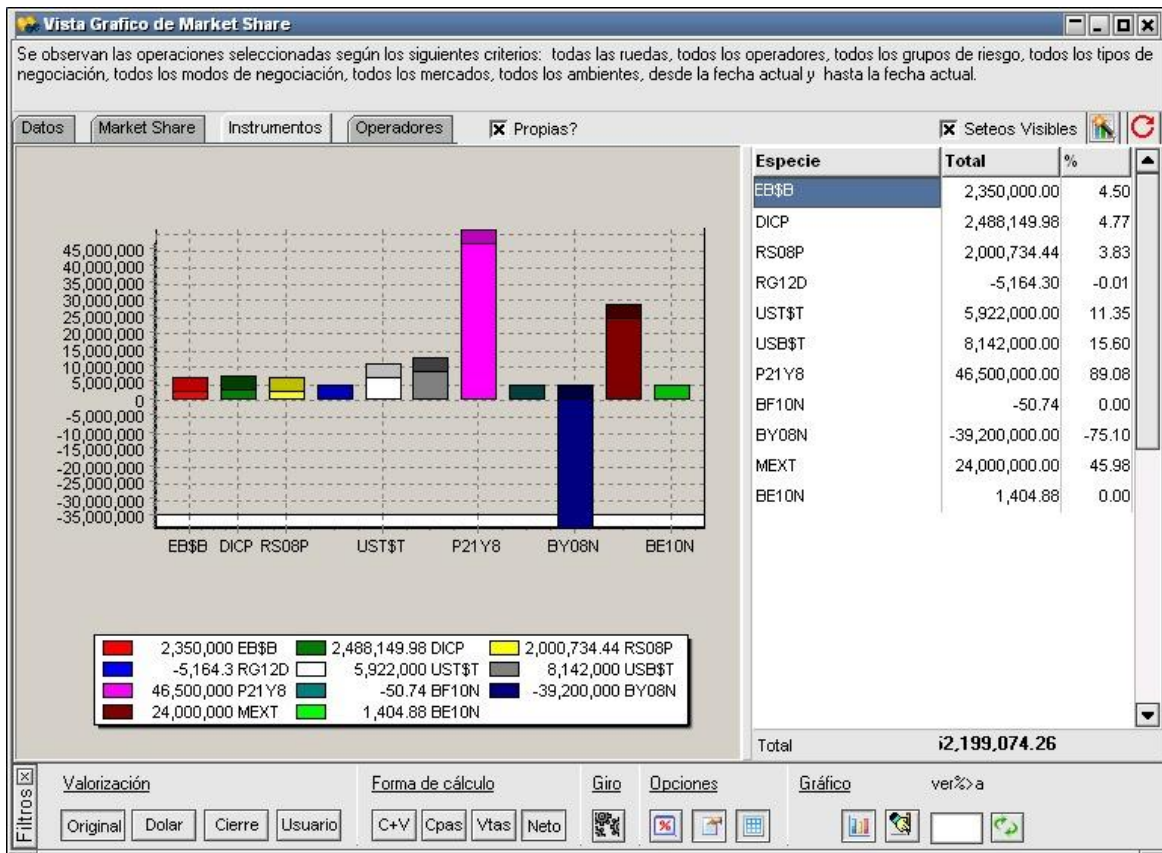 Vista Grafico de Market Share
Se observan las operaciones seleccionadas según los siguientes criterios: todas las ruedas, todos los operadores, todos los grupos de riesgo, todos los tipos de
negociación, todos los modos de negociación, todos los mercados, todos los ambientes, desde la fecha actual y hasta la fecha actual.
Datos Market Share Instrumentos Operadores Propias? Seteos Visibles
45,000,000
40,000,000
35,000,000
30,000,000
25,000,000
20,000,000
15,000,000
10,000,000
5,000,000
0
-5,000,000
-10,000,000
-15,000,000
-20,000,000
-25,000,000
-30,000,000
-35,000,000
EB$B DICP RS08P UST$T P21Y8 BY08N BE10N
2,350,000 EB$B 2,488,149.98 DICP 2,000,734.44 RS08P
-5,164.3 RG12D 5,922,000 UST$T 8,142,000 USB$T
46,500,000 P21Y8 -50.74 BF10N -39,200,000 BY08N
24,000,000 MEXT 1,404.88 BE10N
Especie Total %
EB$B 2,350,000.00 4.50
DICP 2,488,149.98 4.77
RS08P 2,000,734.44 3.83
RG12D -5,164.30 -0.01
UST$T 5,922,000.00 11.35
USB$T 8,142,000.00 15.60
P21Y8 46,500,000.00 89.08
BF10N -50.74 0.00
BY08N -39,200,000.00 -75.10
MEXT 24,000,000.00 45.98
BE10N 1,404.88 0.00
Total 2,199,074.26
Filtros
Valorización Forma de cálculo Giro Opciones Gráfico ver%>a
Original Dolar Cierre Usuario C+V Cpas Vtas Neto